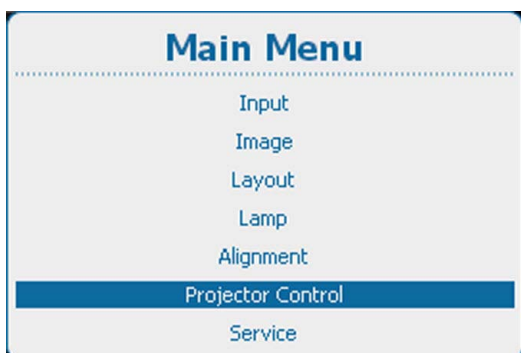 Main Menu
Input
Image
Layout
Lamp
Alignment
Projector Control
Service